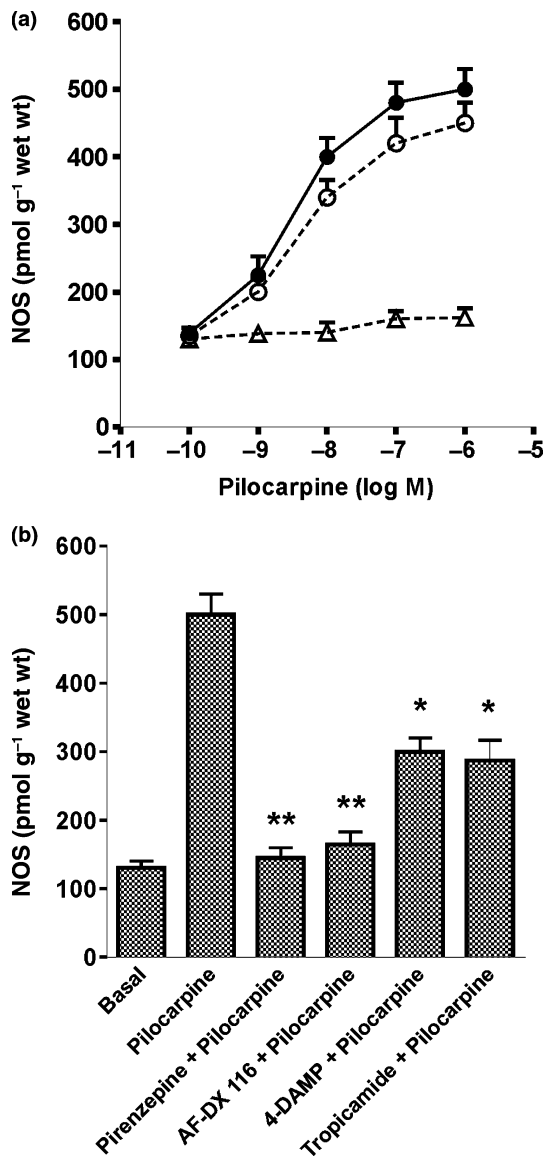 (a)
600
500
400
300
200
100
0
NOS (pmol g⁻¹ wet wt)
–11 –10 –9 –8 –7 –6 –5
Pilocarpine (log M)
(b)
600
500
400
300
200
100
0
NOS (pmol g⁻¹ wet wt)
** ** * *
Basal
Pilocarpine
Pirenzepine + Pilocarpine
AF-DX 116 + Pilocarpine
4-DAMP + Pilocarpine
Tropicamide + Pilocarpine